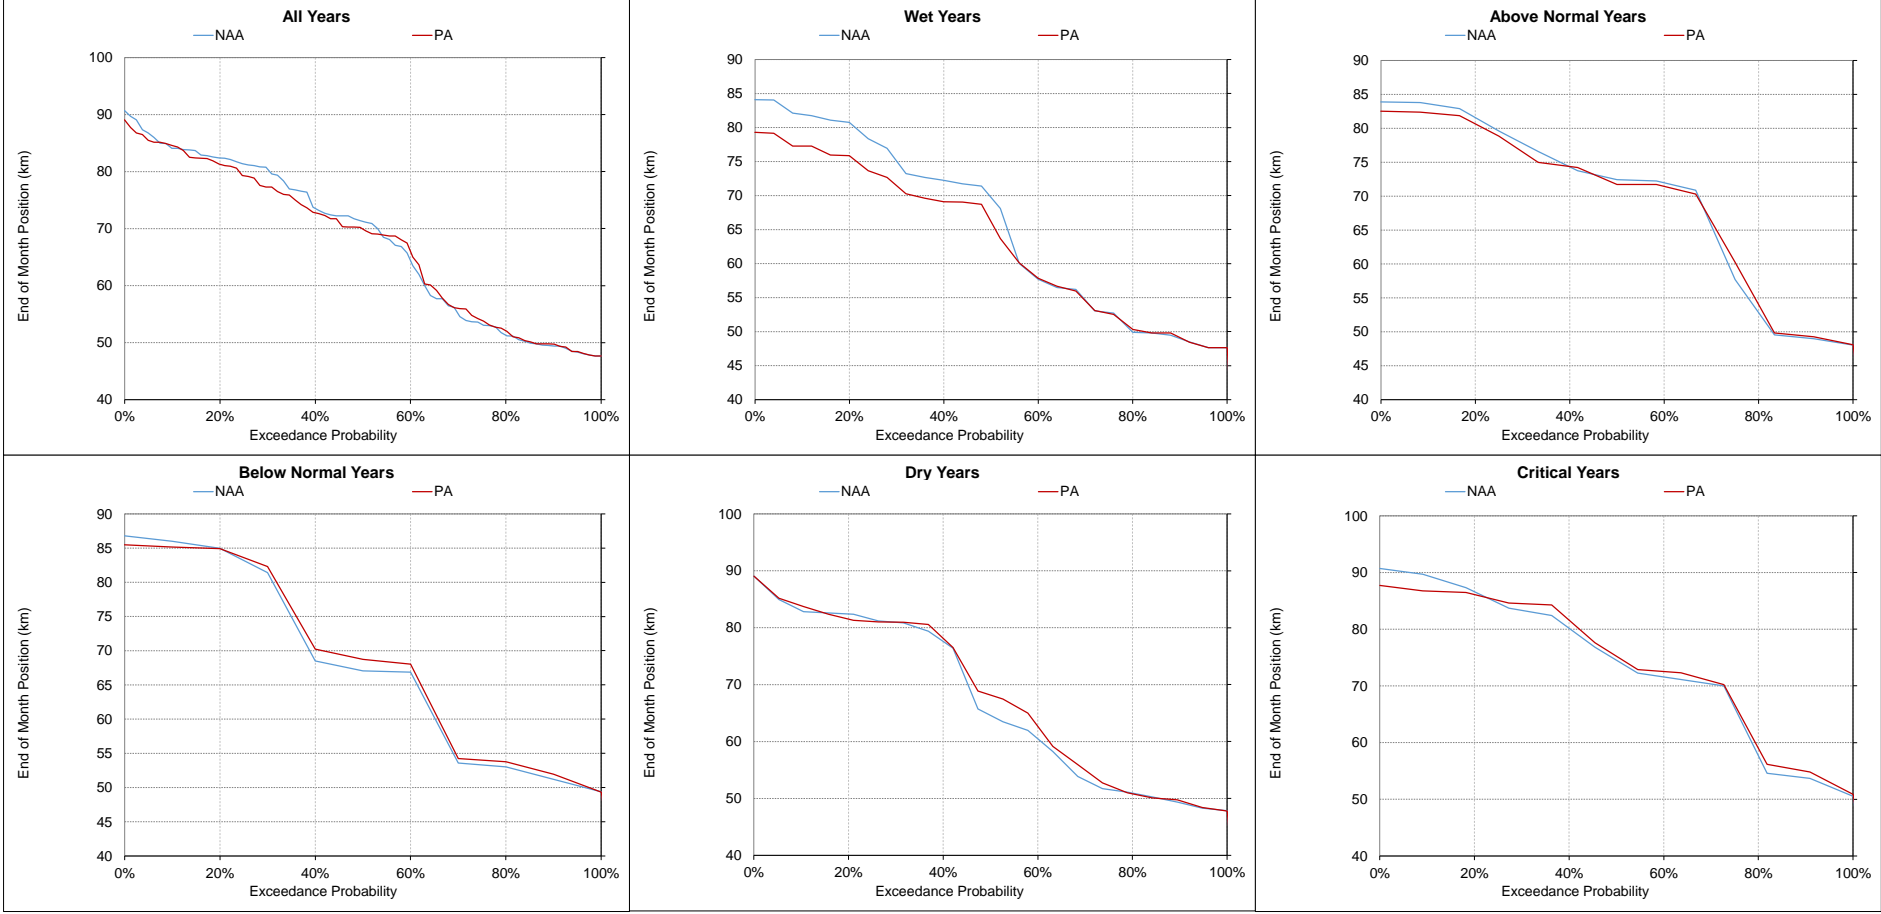 All Years
NAA PA
100
90
80
70
60
50
40
0% 20% 40% 60% 80% 100%
End of Month Position (km)
Exceedance Probability
Wet Years
NAA PA
90
85
80
75
70
65
60
55
50
45
40
0% 20% 40% 60% 80% 100%
End of Month Position (km)
Exceedance Probability
Above Normal Years
NAA PA
90
85
80
75
70
65
60
55
50
45
40
0% 20% 40% 60% 80% 100%
End of Month Position (km)
Exceedance Probability
Below Normal Years
NAA PA
90
85
80
75
70
65
60
55
50
45
40
0% 20% 40% 60% 80% 100%
End of Month Position (km)
Exceedance Probability
Dry Years
NAA PA
100
90
80
70
60
50
40
0% 20% 40% 60% 80% 100%
End of Month Position (km)
Exceedance Probability
Critical Years
NAA PA
100
90
80
70
60
50
40
0% 20% 40% 60% 80% 100%
End of Month Position (km)
Exceedance Probability